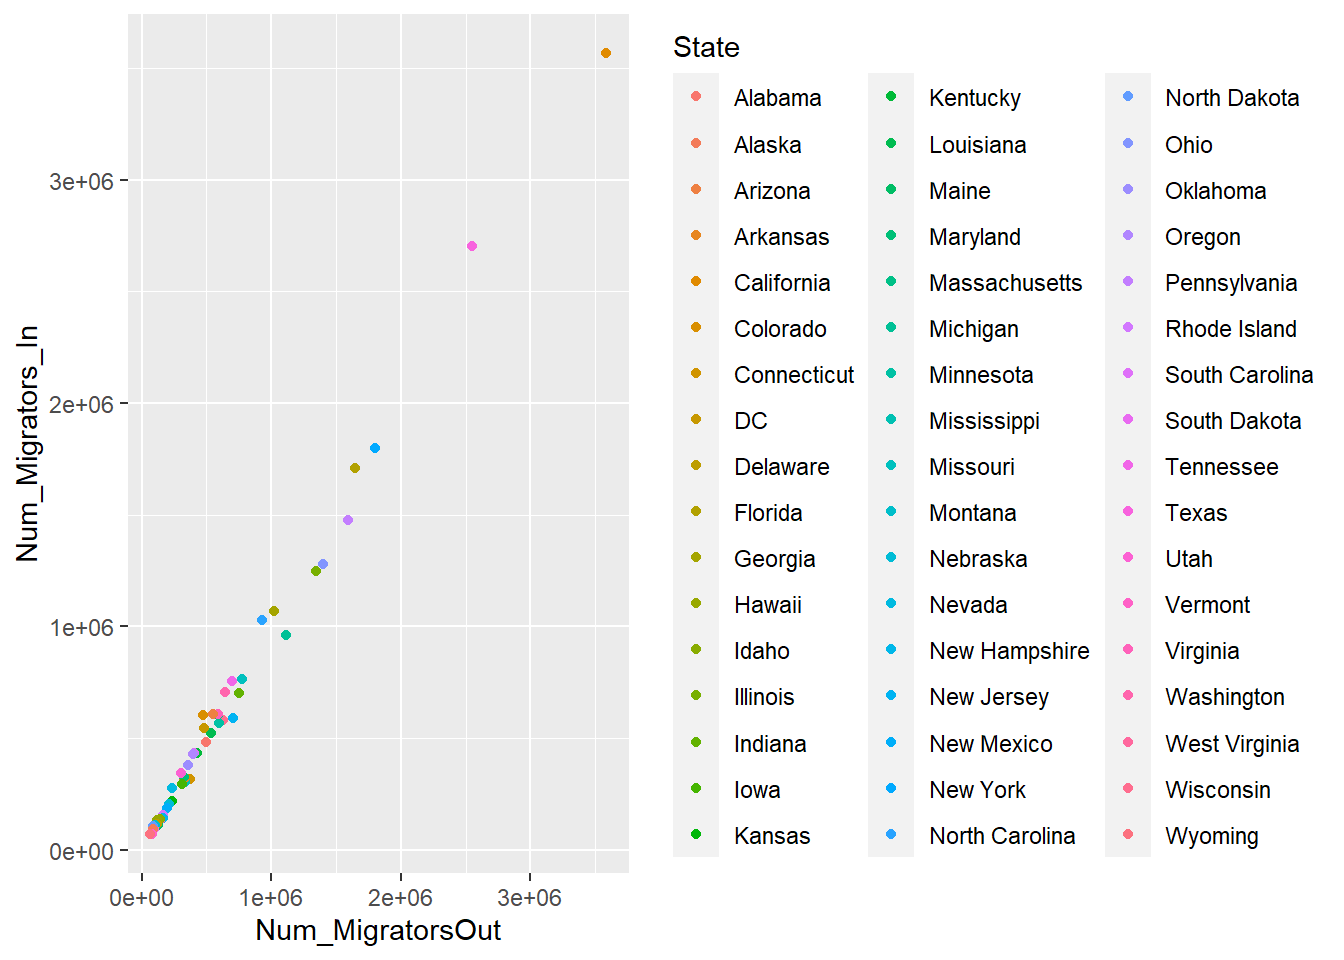 Num_Migrators_In
3e+06
2e+06
1e+06
0e+00
0e+00 1e+06 2e+06 3e+06
Num_MigratorsOut
State
Alabama
Alaska
Arizona
Arkansas
California
Colorado
Connecticut
DC
Delaware
Florida
Georgia
Hawaii
Idaho
Illinois
Indiana
Iowa
Kansas
Kentucky
Louisiana
Maine
Maryland
Massachusetts
Michigan
Minnesota
Mississippi
Missouri
Montana
Nebraska
Nevada
New Hampshire
New Jersey
New Mexico
New York
North Carolina
North Dakota
Ohio
Oklahoma
Oregon
Pennsylvania
Rhode Island
South Carolina
South Dakota
Tennessee
Texas
Utah
Vermont
Virginia
Washington
West Virginia
Wisconsin
Wyoming